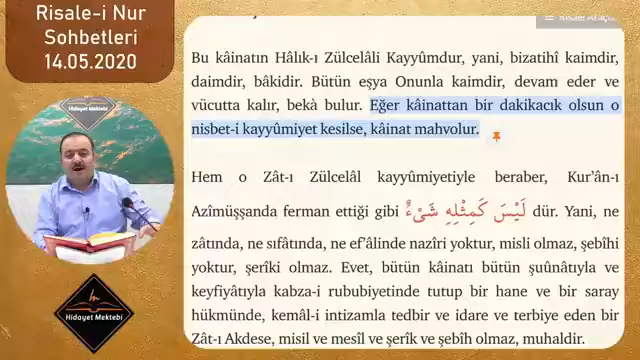 Risale-i Nur
Sohbetleri
14.05.2020
Hidayet Mektebi
Hidayet Mektebi
Bu kâinatın Hâlık-ı Zülcelâli Kayyûmdur, yani, bizatihî kaimdir,
daimdir, bâkidir. Bütün eşya Onunla kaimdir, devam eder ve
vücutta kalır, bekà bulur. Eğer kâinattan bir dakikacık olsun o
nisbet-i kayyûmiyet kesilse, kâinat mahvolur.
Hem o Zât-ı Zülcelâl kayyûmiyetiyle beraber, Kur'ân-ı
Azîmüşşanda ferman ettiği gibi لَيْسَ كَمِثْلِهِ شَىْءٌ dür. Yani, ne
zâtında, ne sıfâtında, ne ef'âlinde nazîri yoktur, misli olmaz, şebîhi
yoktur, şerîki olmaz. Evet, bütün kâinatı bütün şuûnâtıyla ve
keyfiyâtıyla kabza-i rububiyetinde tutup bir hane ve bir saray
hükmünde, kemâl-i intizamla tedbir ve idare ve terbiye eden bir
Zât-ı Akdese, misil ve mesîl ve şerîk ve şebîh olmaz, muhaldir.